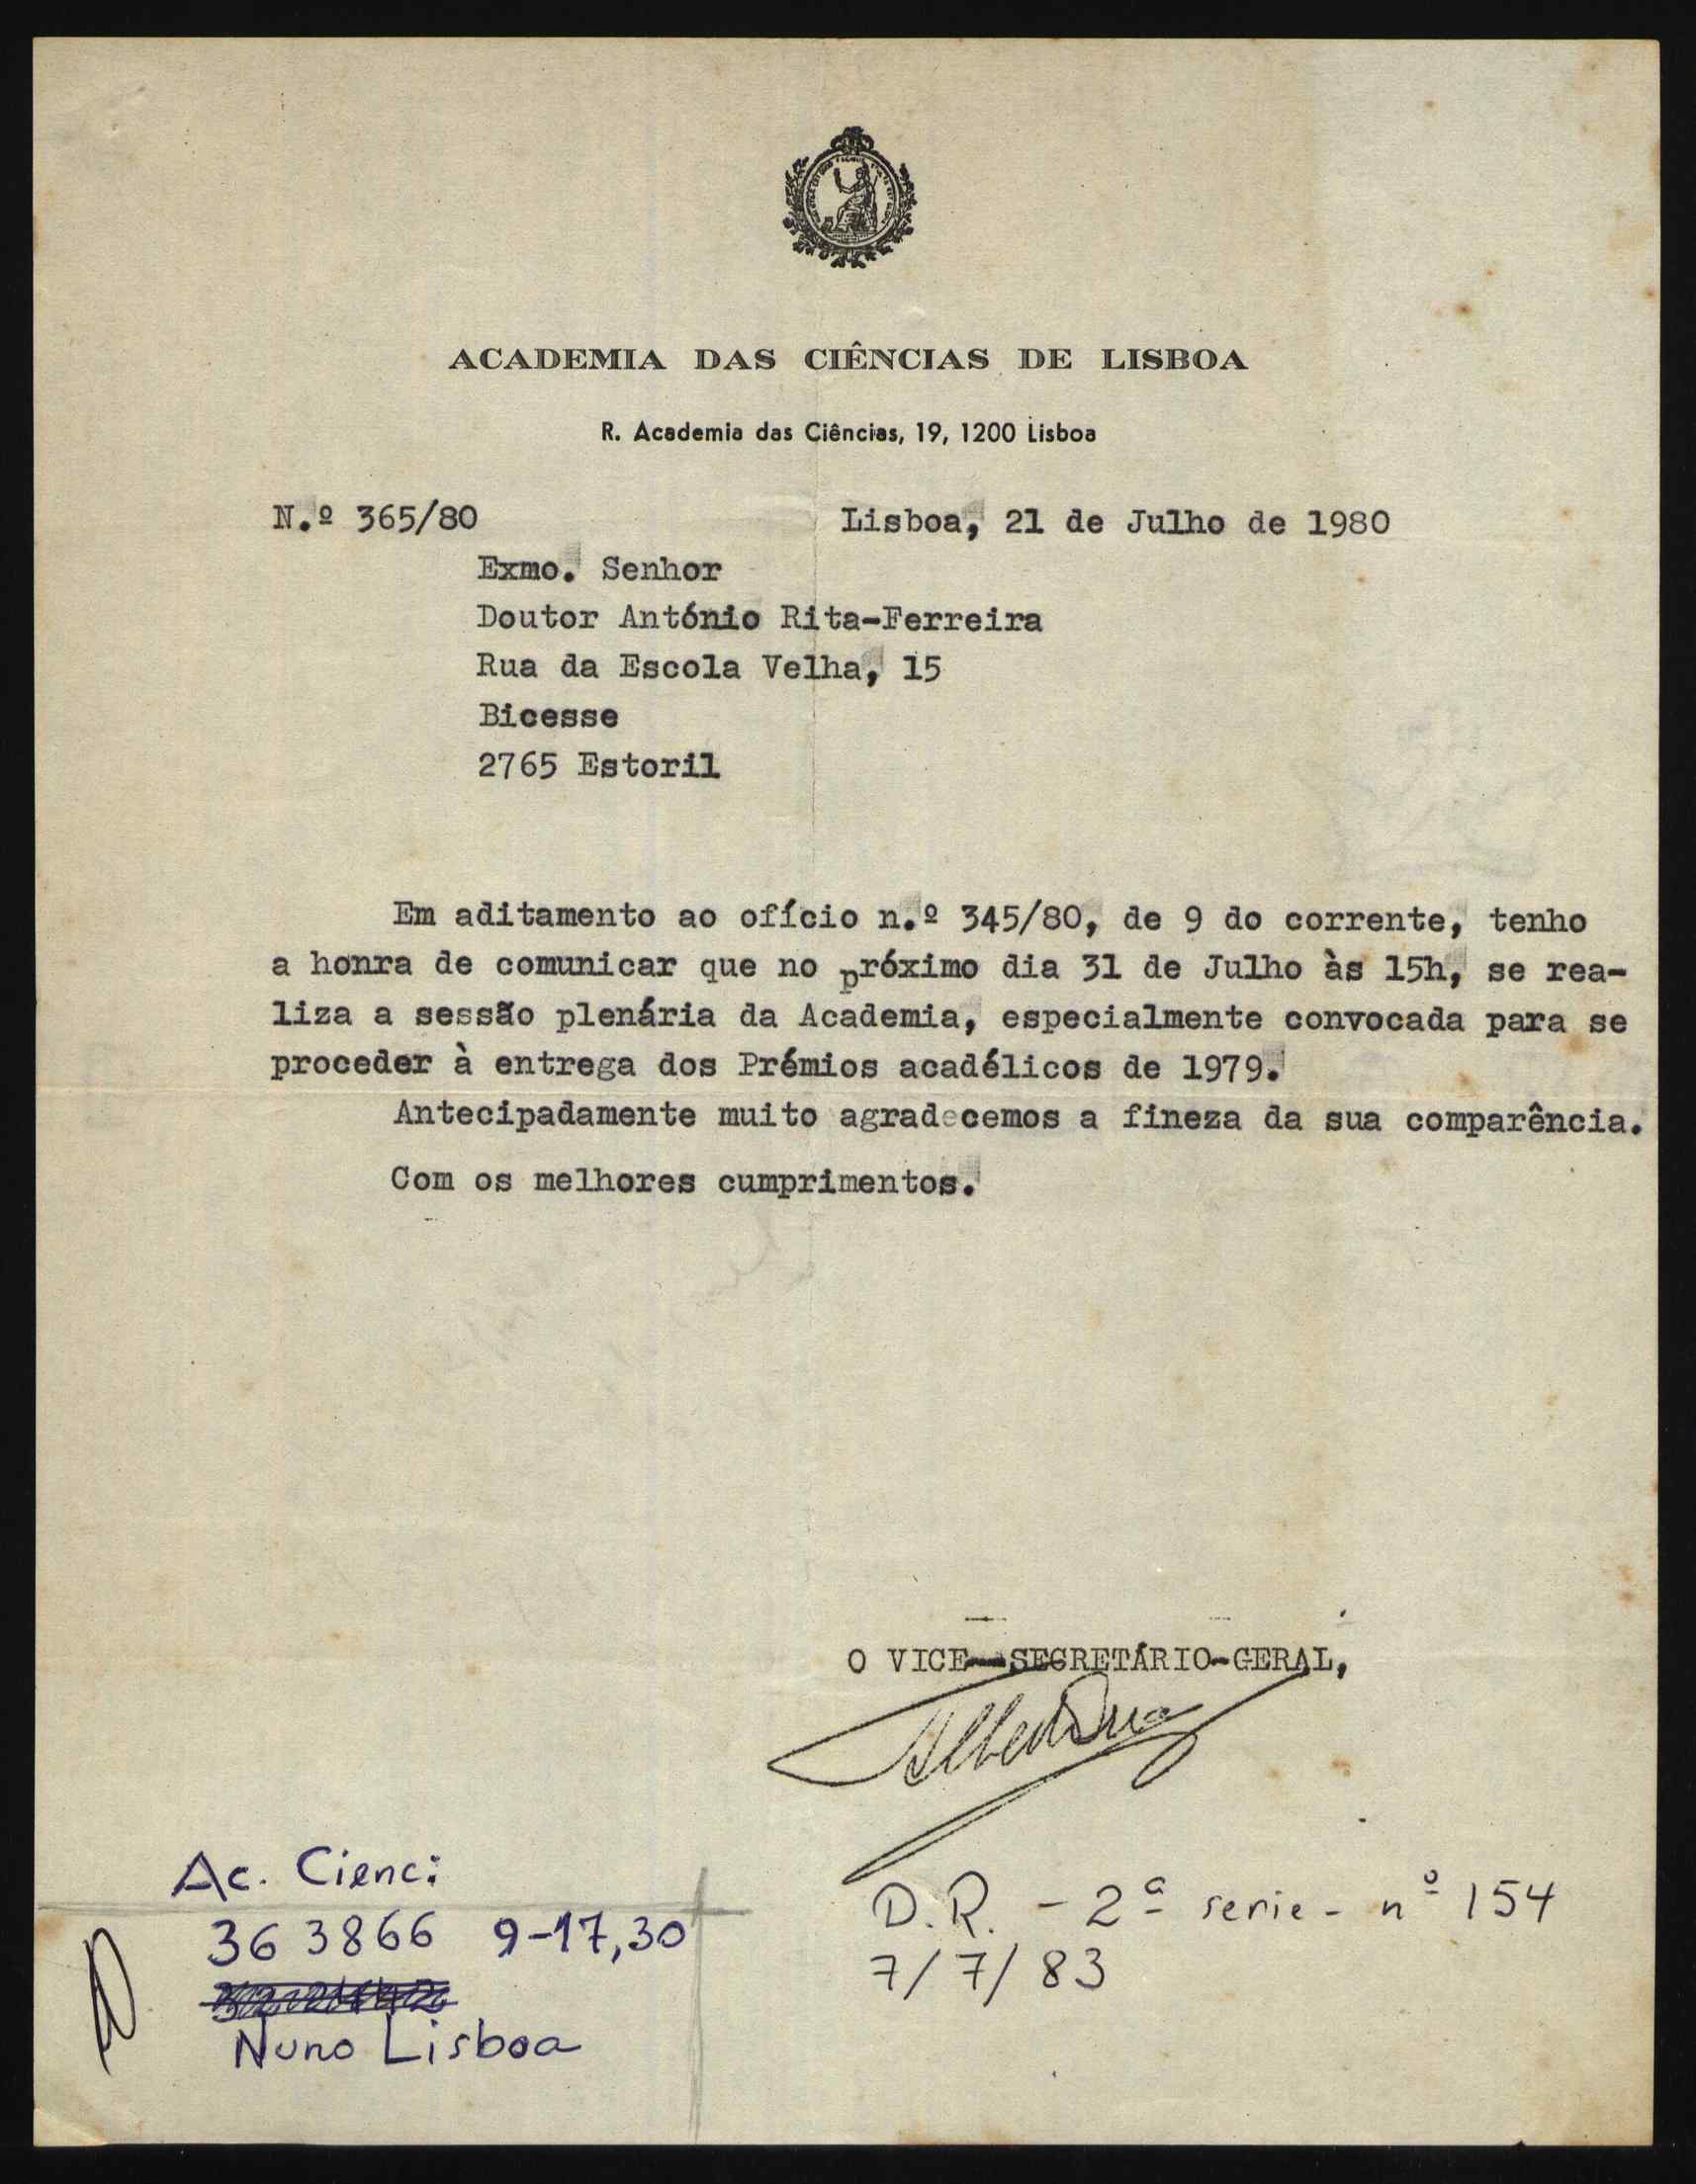 ACADEMIA DAS CIÊNCIAS DE LISBOA
R. Academia das Ciências, 19, 1200 Lisboa
N.º 365/80
Lisboa, 21 de Julho de 1980
Exmo. Senhor
Doutor António Rita-Ferreira
Rua da Escola Velha, 15
Bicesse
2765 Estoril
Em aditamento ao ofício n.º 345/80, de 9 do corrente, tenho
a honra de comunicar que no próximo dia 31 de Julho às 15h, se rea-
liza a sessão plenária da Academia, especialmente convocada para se
proceder à entrega dos Prémios acadélicos de 1979.
Antecipadamente muito agradecemos a fineza da sua comparência.
Com os melhores cumprimentos.
O VICE-SECRETÁRIO-GERAL,
Ac. Cienci
36 3866 9-17,30
Nuno Lisboa
D.R. - 2ª serie - nº 154
7/7/83